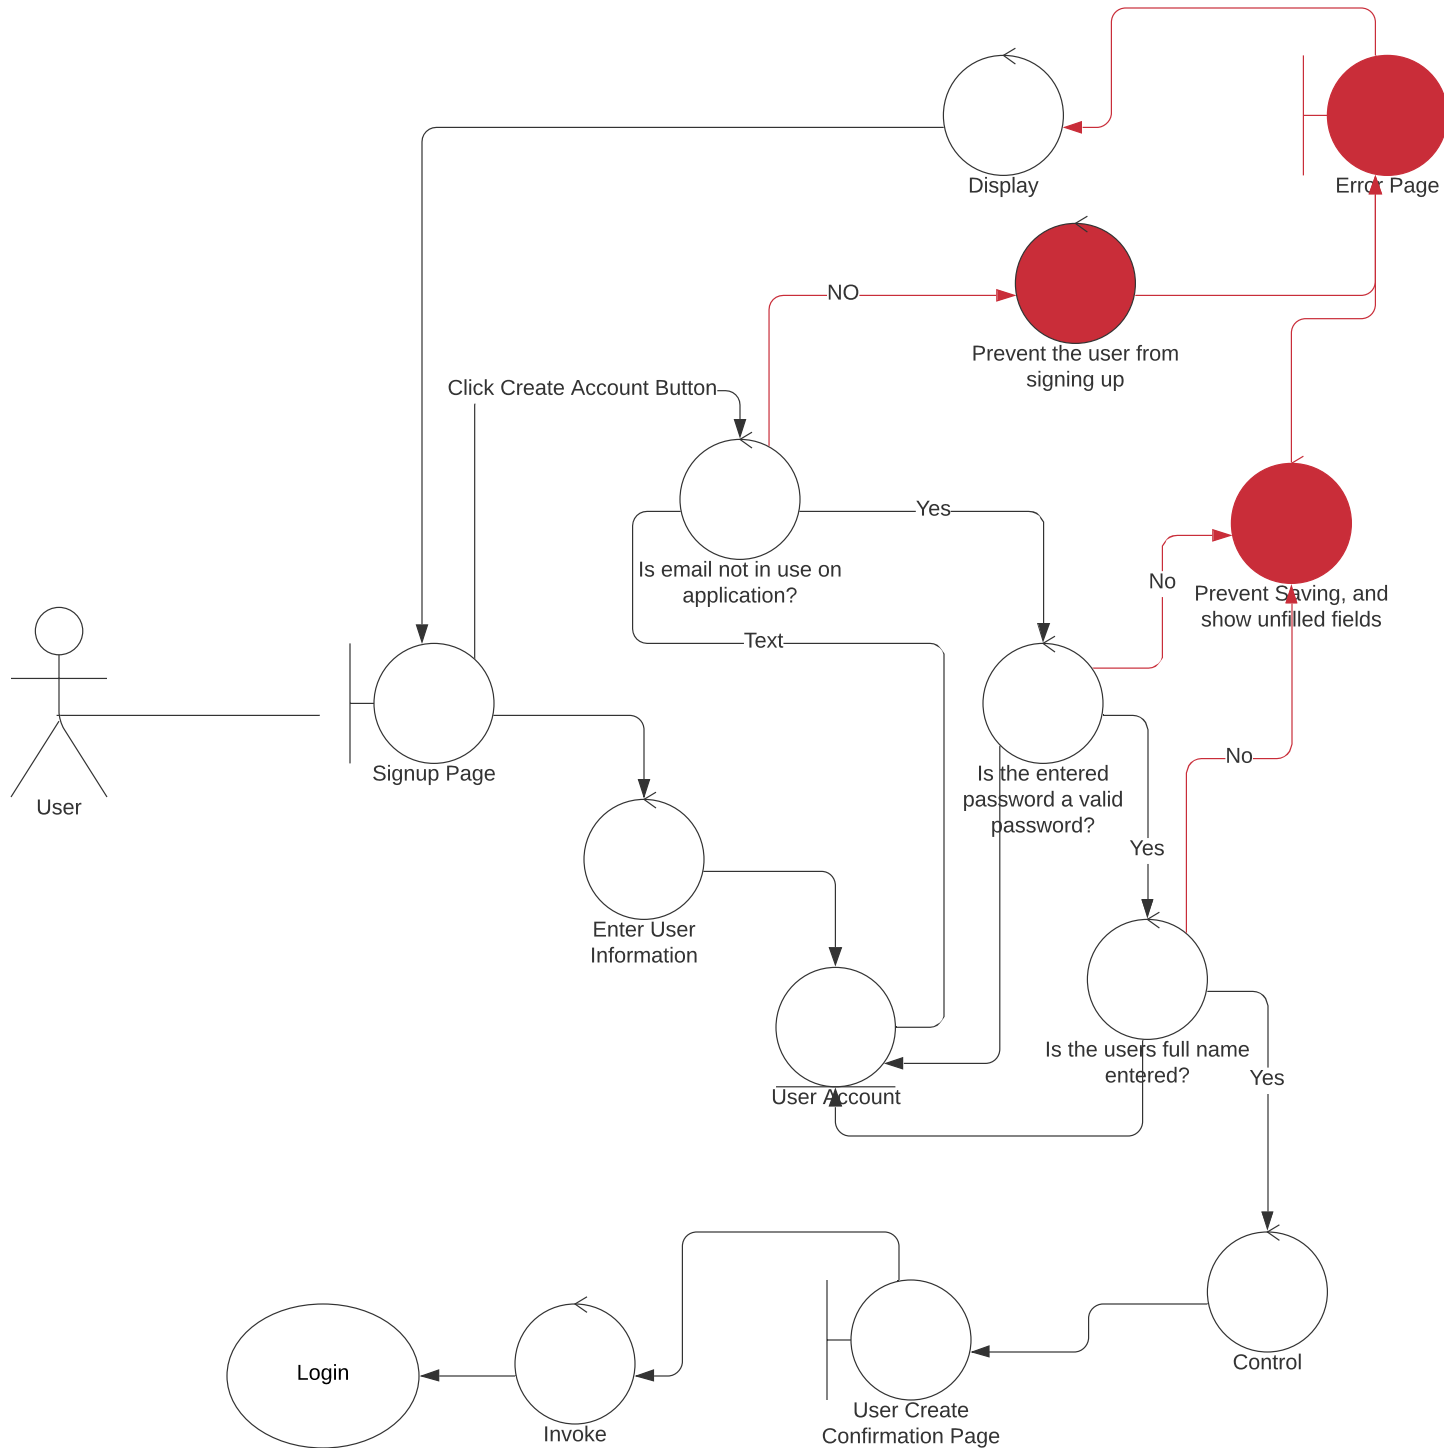 Display
Error Page
NO
Prevent the user from
signing up
Click Create Account Button
Yes
Is email not in use on
application?
No
Prevent Saving, and
show unfilled fields
Text
Signup Page
User
No
Is the entered
password a valid
password?
Yes
Enter User
Information
Is the users full name
entered?
Yes
User Account
Control
Login
User Create
Confirmation Page
Invoke